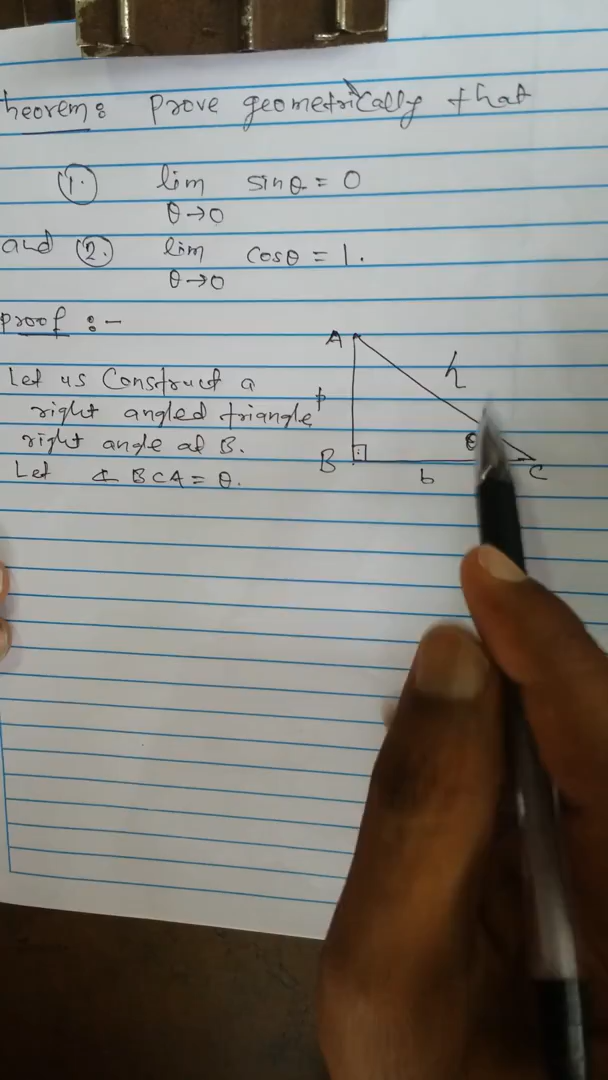 heorem: Prove geometrically that
1. lim sinθ = 0
θ→0
and 2. lim cosθ = 1.
θ→0
Proof :-
Let us Construct a
right angled triangle
right angle at B.
Let ∡ BCA = θ.
A
h
p
θ
B
b
C